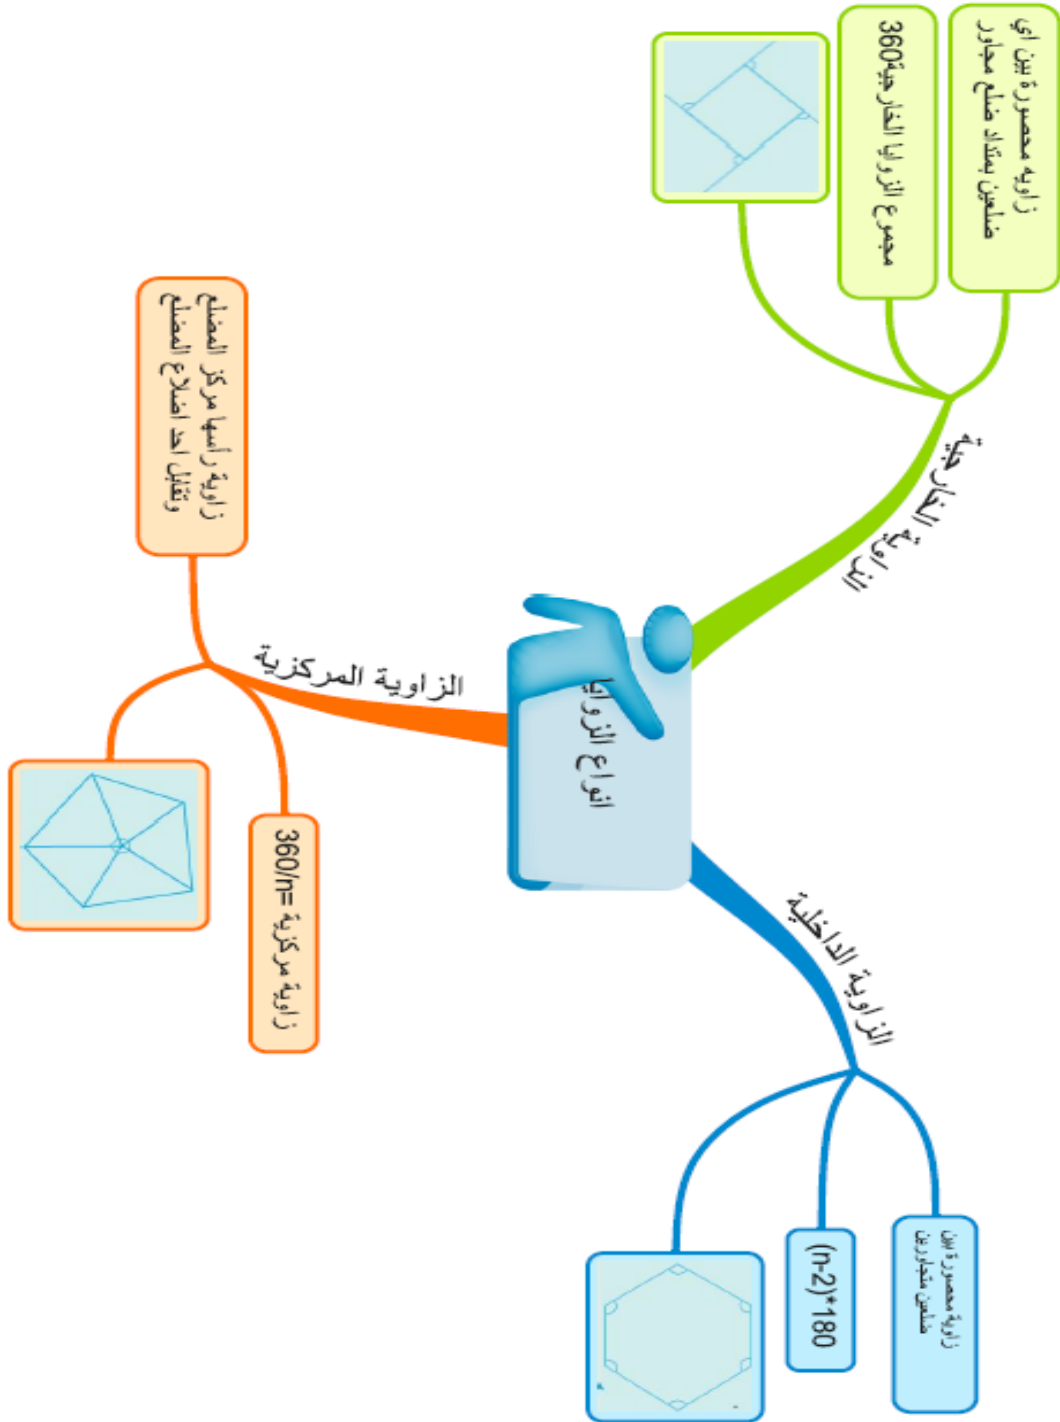 انواع الزوايا
الزاوية الخارجية
زاويه محصورة بين اي
ضلعين بمتداد ضلع مجاور
مجموع الزوايا الخارجية360
الزاوية الداخلية
زاوية محصورة بين
ضلعين متجاورين
(n-2)*180
الزاوية المركزية
زاوية رأسها مركز المضلع
وتقابل احد اضلاع المضلع
زاوية مركزية =360/n